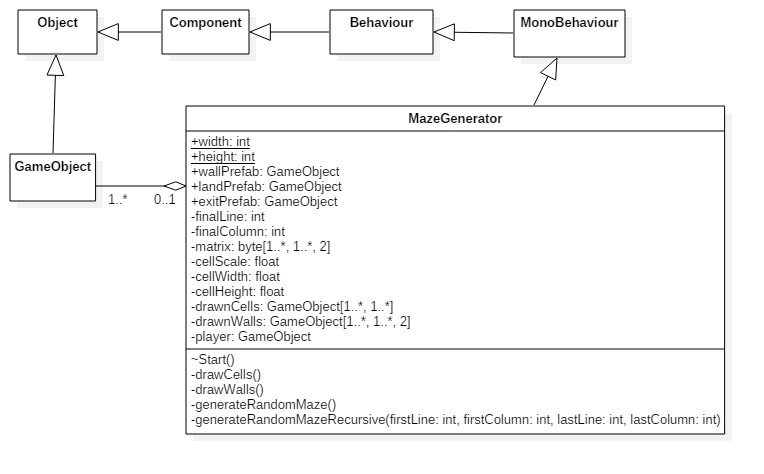 Object
Component
Behaviour
MonoBehaviour
MazeGenerator
GameObject
1..*
0..1
+width: int
+height: int
+wallPrefab: GameObject
+landPrefab: GameObject
+exitPrefab: GameObject
-finalLine: int
-finalColumn: int
-matrix: byte[1..*, 1..*, 2]
-cellScale: float
-cellWidth: float
-cellHeight: float
-drawnCells: GameObject[1..*, 1..*]
-drawnWalls: GameObject[1..*, 1..*, 2]
-player: GameObject
~Start()
-drawCells()
-drawWalls()
-generateRandomMaze()
-generateRandomMazeRecursive(firstLine: int, firstColumn: int, lastLine: int, lastColumn: int)